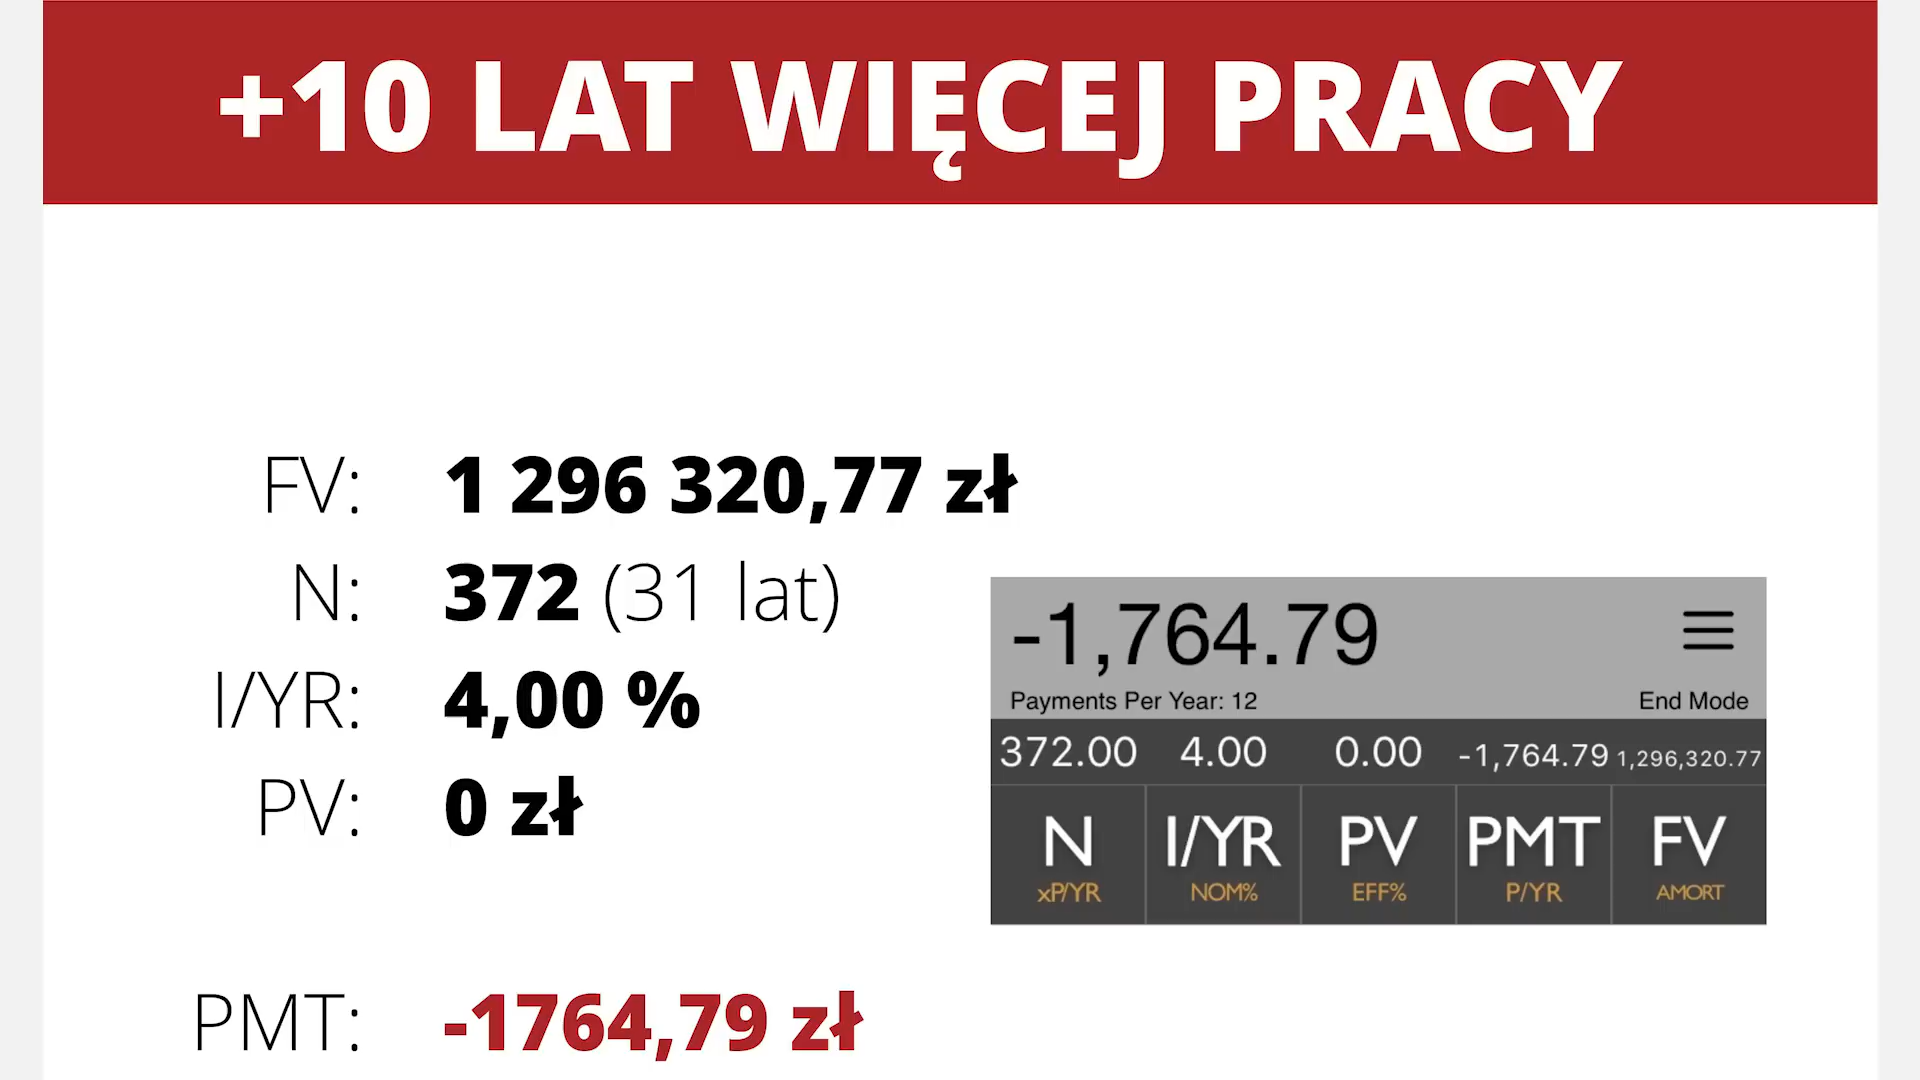 +10 LAT WIĘCEJ PRACY
FV: 1 296 320,77 zł
N: 372 (31 lat)
I/YR: 4,00 %
PV: 0 zł
PMT: -1764,79 zł
-1,764.79
Payments Per Year: 12 End Mode
372.00 4.00 0.00 -1,764.79 1,296,320.77
N I/YR PV PMT FV
xP/YR NOM% EFF% P/YR AMORT